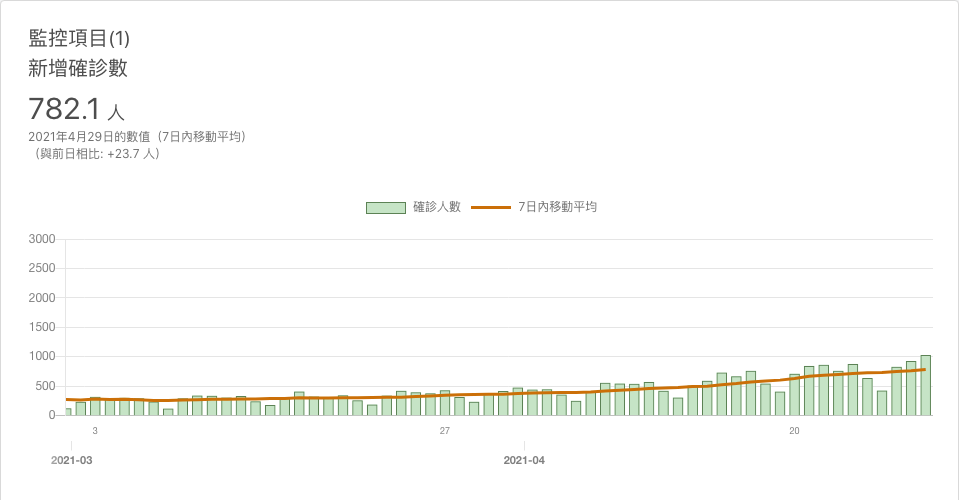 監控項目(1)
新增確診數
782.1 人
2021年4月29日的數值（7日內移動平均）
（與前日相比: +23.7 人）
確診人數 7日內移動平均
3000
2500
2000
1500
1000
500
0
3 27 20
2021-03 2021-04